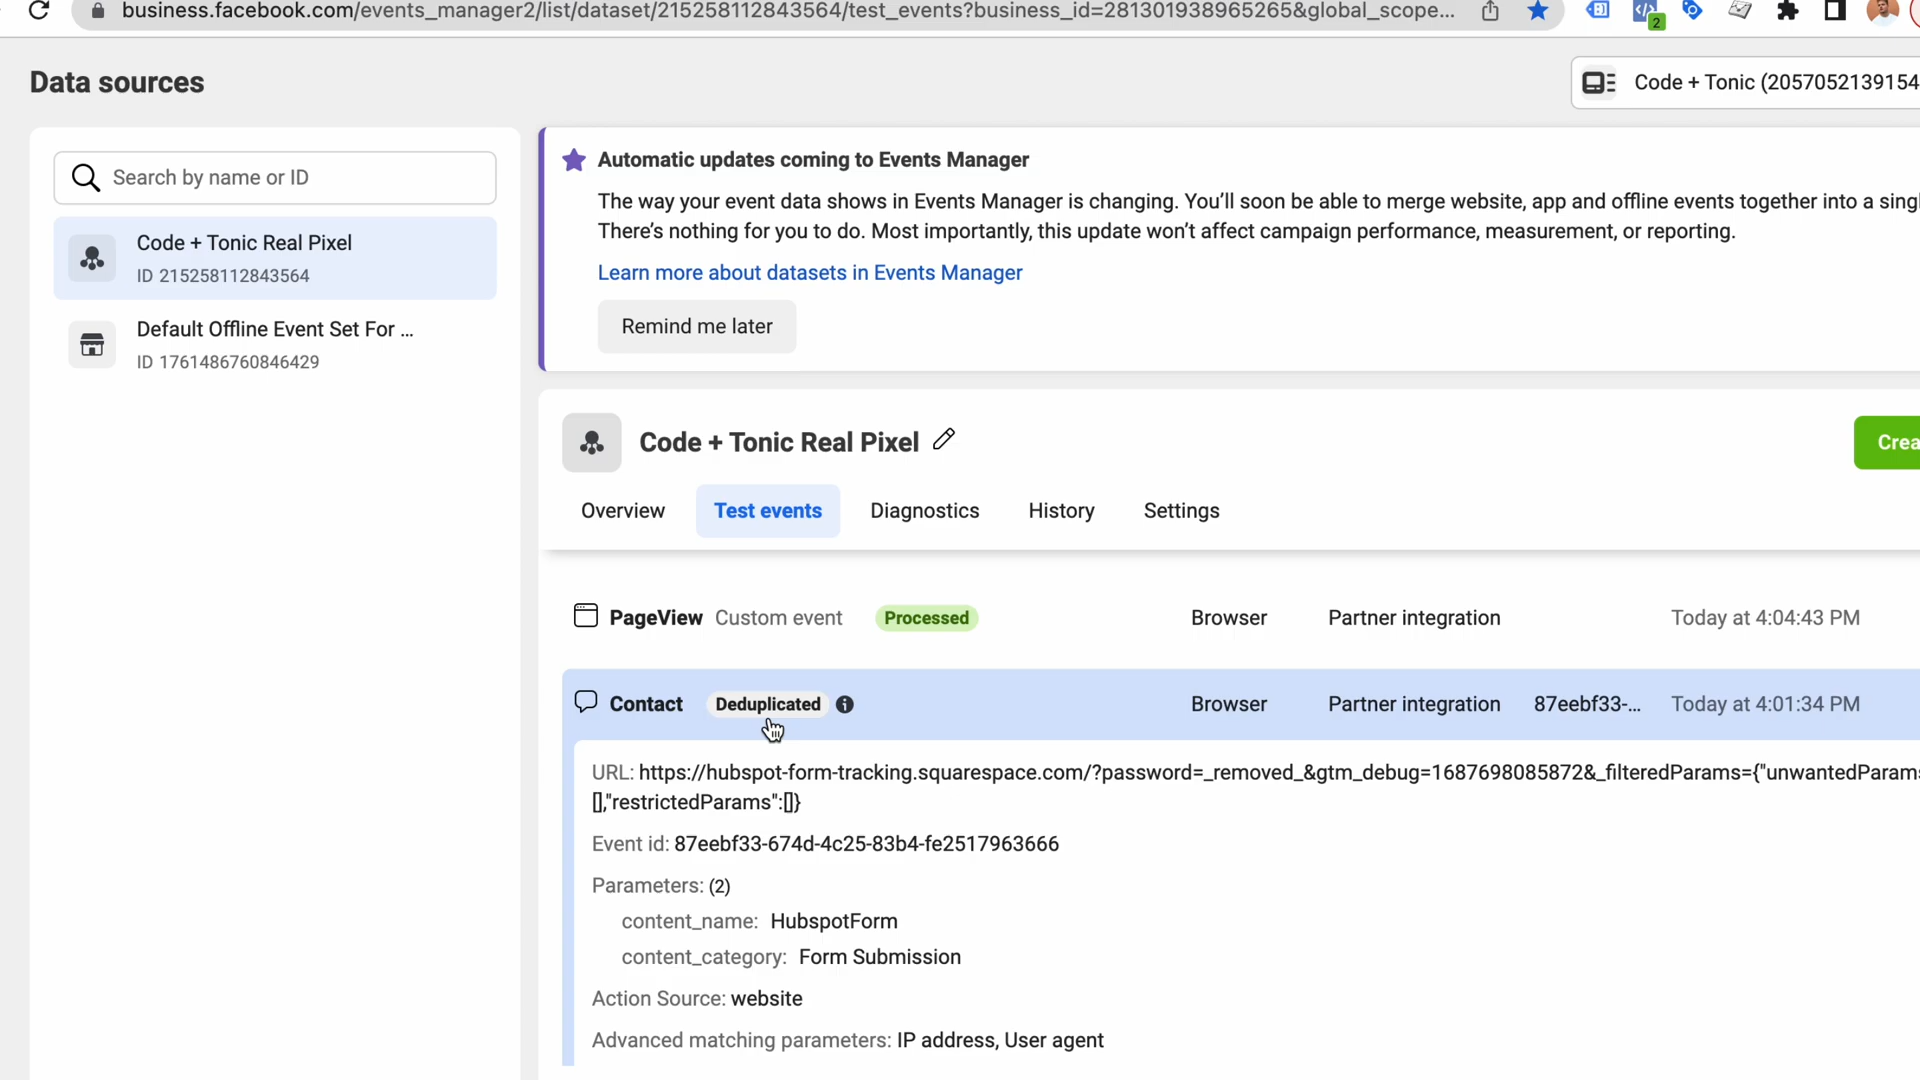 business.facebook.com/events_manager2/list/dataset/215258112843564/test_events?business_id=281301938965265&global_scope...
2
Data sources
Code + Tonic (2057052139154
Search by name or ID
Code + Tonic Real Pixel
ID 215258112843564
Default Offline Event Set For ...
ID 1761486760846429
Automatic updates coming to Events Manager
The way your event data shows in Events Manager is changing. You'll soon be able to merge website, app and offline events together into a singl
There's nothing for you to do. Most importantly, this update won't affect campaign performance, measurement, or reporting.
Learn more about datasets in Events Manager
Remind me later
Code + Tonic Real Pixel
Crea
Overview Test events Diagnostics History Settings
PageView Custom event Processed Browser Partner integration Today at 4:04:43 PM
Contact Deduplicated Browser Partner integration 87eebf33-... Today at 4:01:34 PM
URL: https://hubspot-form-tracking.squarespace.com/?password=_removed_&gtm_debug=1687698085872&_filteredParams={"unwantedParams
[],"restrictedParams":[]}
Event id: 87eebf33-674d-4c25-83b4-fe2517963666
Parameters: (2)
content_name: HubspotForm
content_category: Form Submission
Action Source: website
Advanced matching parameters: IP address, User agent